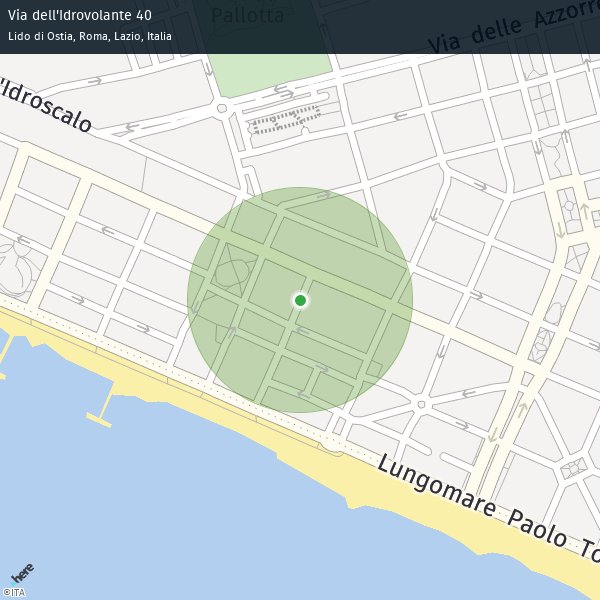 Via dell'Idrovolante 40
Lido di Ostia, Roma, Lazio, Italia
Pallotta
Via delle Azzorre
'Idroscalo
Lungomare Paolo To
here
©ITA